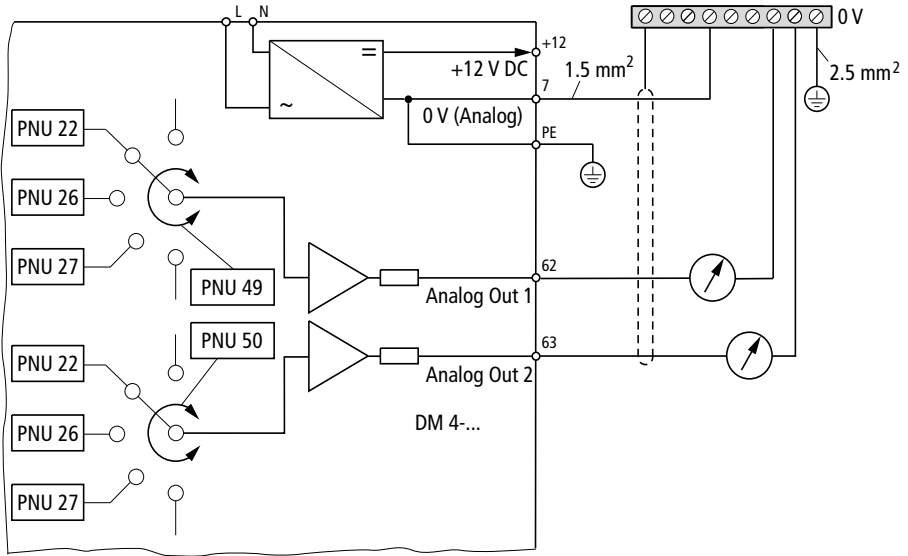 L N
0 V
+12
+12 V DC
1.5 mm²
2.5 mm²
=
~
7
0 V (Analog)
PE
PNU 22
PNU 26
PNU 27
PNU 49
62
Analog Out 1
PNU 50
63
Analog Out 2
PNU 22
PNU 26
PNU 27
DM 4-...